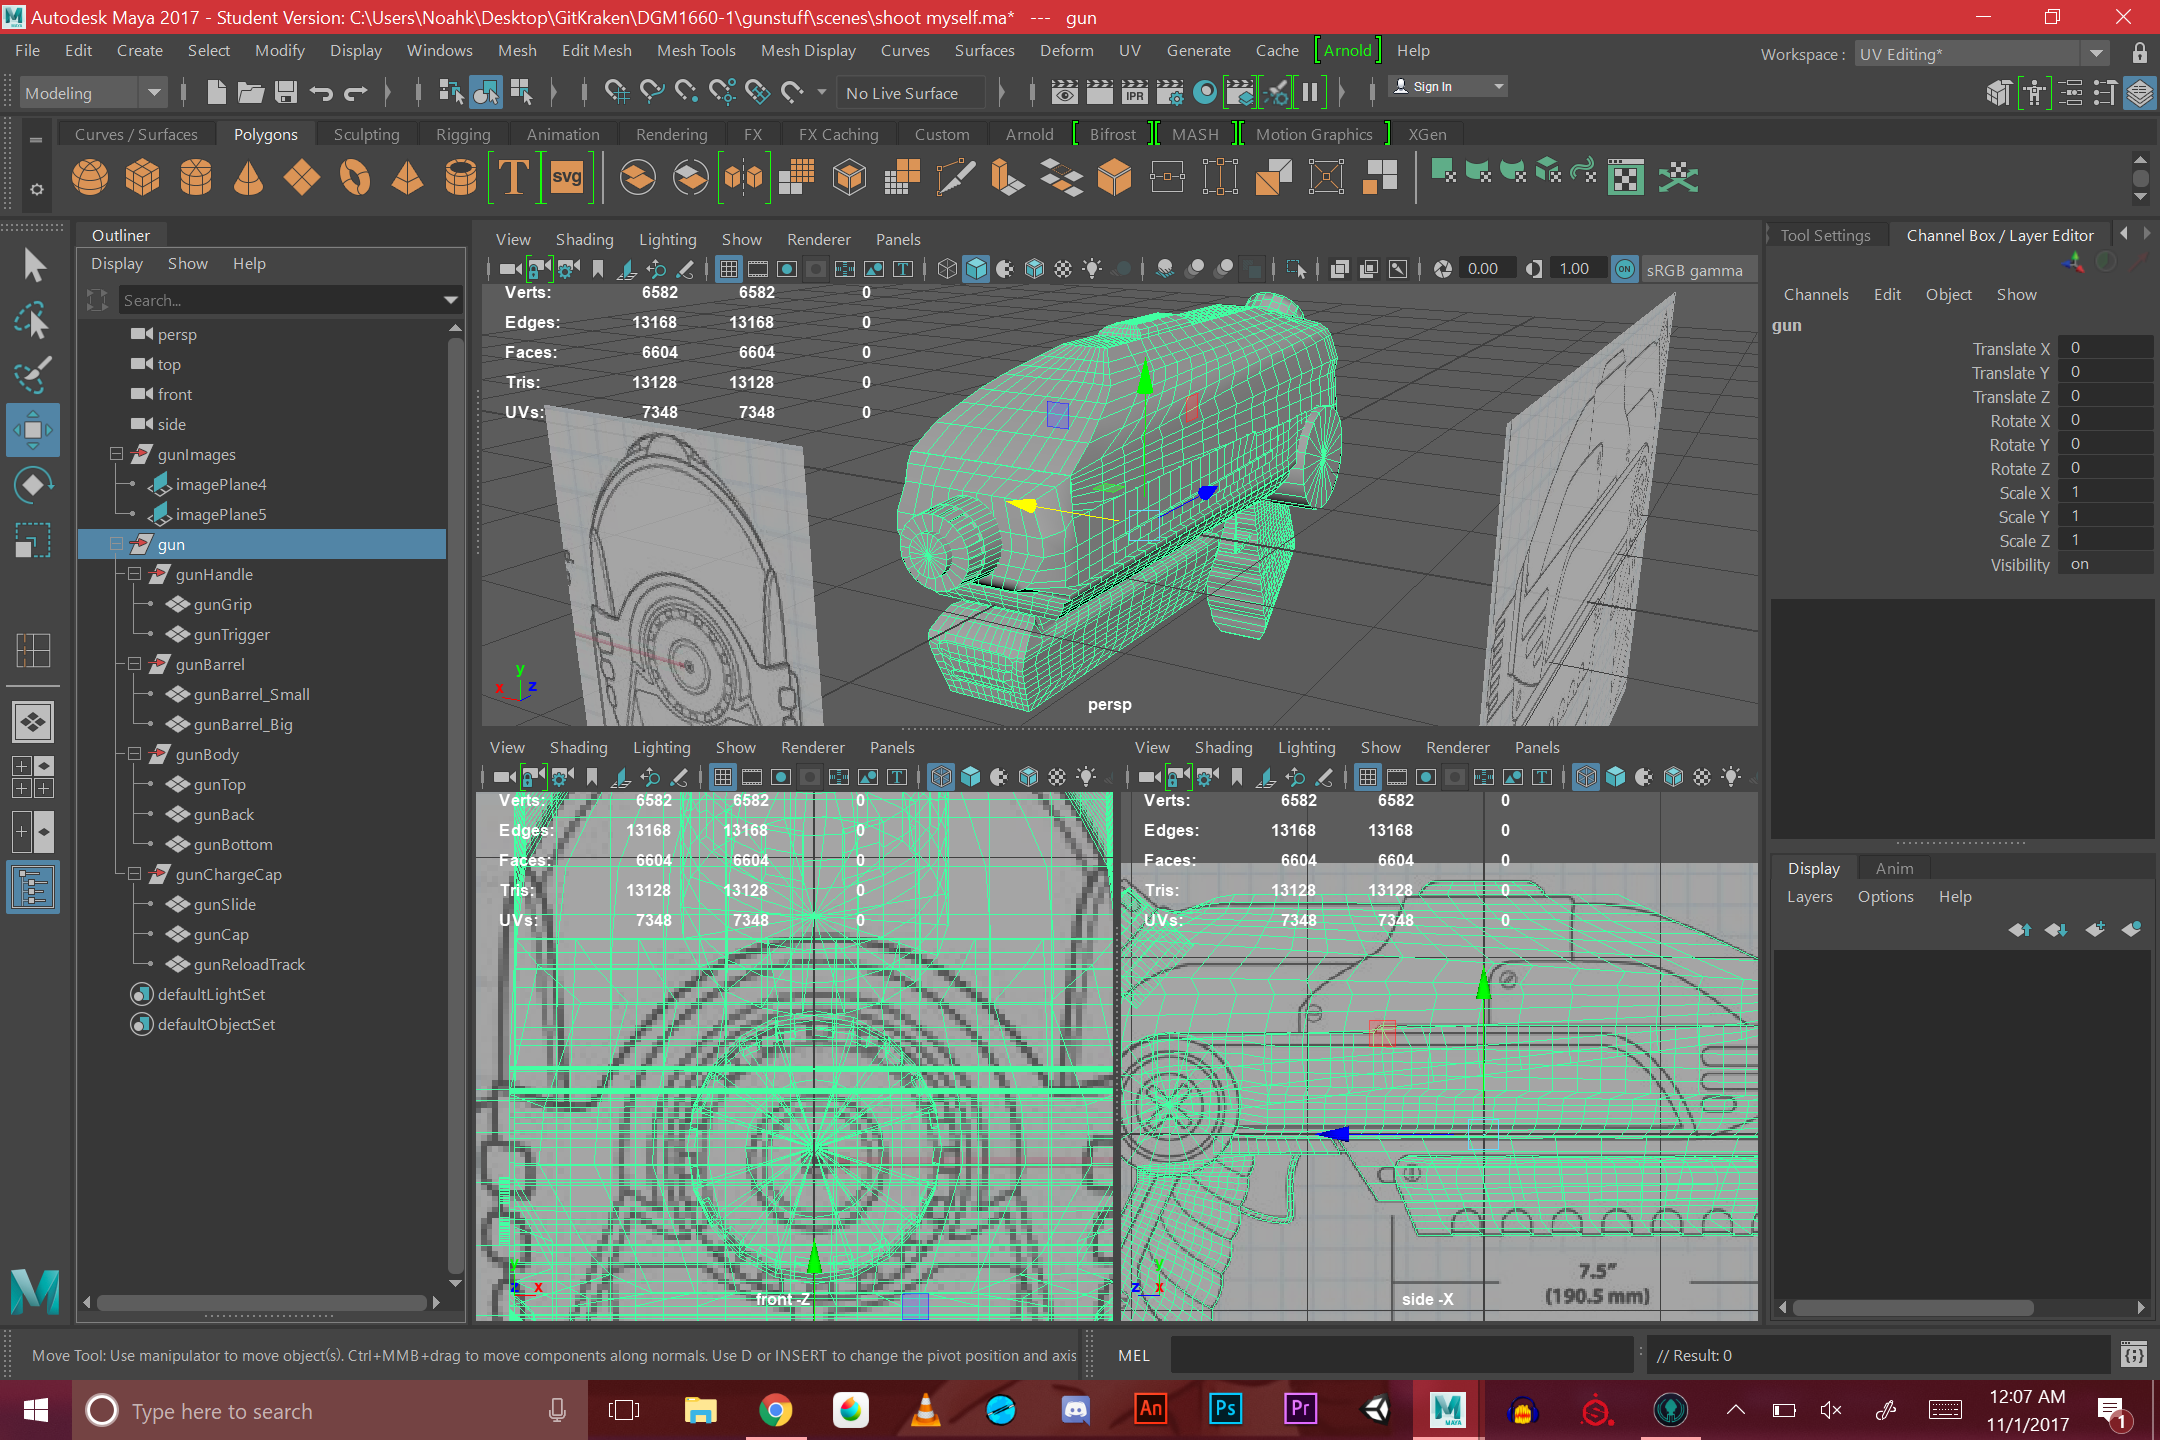 Autodesk Maya 2017 - Student Version: C:\Users\Noahk\Desktop\GitKraken\DGM1660-1\gunstuff\scenes\shoot myself.ma* --- gun
File Edit Create Select Modify Display Windows Mesh Edit Mesh Mesh Tools Mesh Display Curves Surfaces Deform UV Generate Cache Arnold Help
Workspace : UV Editing*
Modeling No Live Surface IPR Sign In
Curves / Surfaces Polygons Sculpting Rigging Animation Rendering FX FX Caching Custom Arnold Bifrost MASH Motion Graphics XGen
T svg
Outliner
Display Show Help
Search...
persp
top
front
side
gunImages
imagePlane4
imagePlane5
gun
gunHandle
gunGrip
gunTrigger
gunBarrel
gunBarrel_Small
gunBarrel_Big
gunBody
gunTop
gunBack
gunBottom
gunChargeCap
gunSlide
gunCap
gunReloadTrack
defaultLightSet
defaultObjectSet
View Shading Lighting Show Renderer Panels
0.00 1.00 ON sRGB gamma
Verts: 6582 6582 0
Edges: 13168 13168 0
Faces: 6604 6604 0
Tris: 13128 13128 0
UVs: 7348 7348 0
y
x z
persp
View Shading Lighting Show Renderer Panels
Verts: 6582 6582 0
Edges: 13168 13168 0
Faces: 6604 6604 0
Tris: 13128 13128 0
UVs: 7348 7348 0
x
front -Z
View Shading Lighting Show Renderer Panels
Verts: 6582 6582 0
Edges: 13168 13168 0
Faces: 6604 6604 0
Tris: 13128 13128 0
UVs: 7348 7348 0
7.5"
(190.5 mm)
y
z x
side -X
Tool Settings Channel Box / Layer Editor
Channels Edit Object Show
gun
Translate X 0
Translate Y 0
Translate Z 0
Rotate X 0
Rotate Y 0
Rotate Z 0
Scale X 1
Scale Y 1
Scale Z 1
Visibility on
Display Anim
Layers Options Help
Move Tool: Use manipulator to move object(s). Ctrl+MMB+drag to move components along normals. Use D or INSERT to change the pivot position and axis
MEL
// Result: 0
Type here to search
An Ps Pr M MAYA
12:07 AM
11/1/2017
1